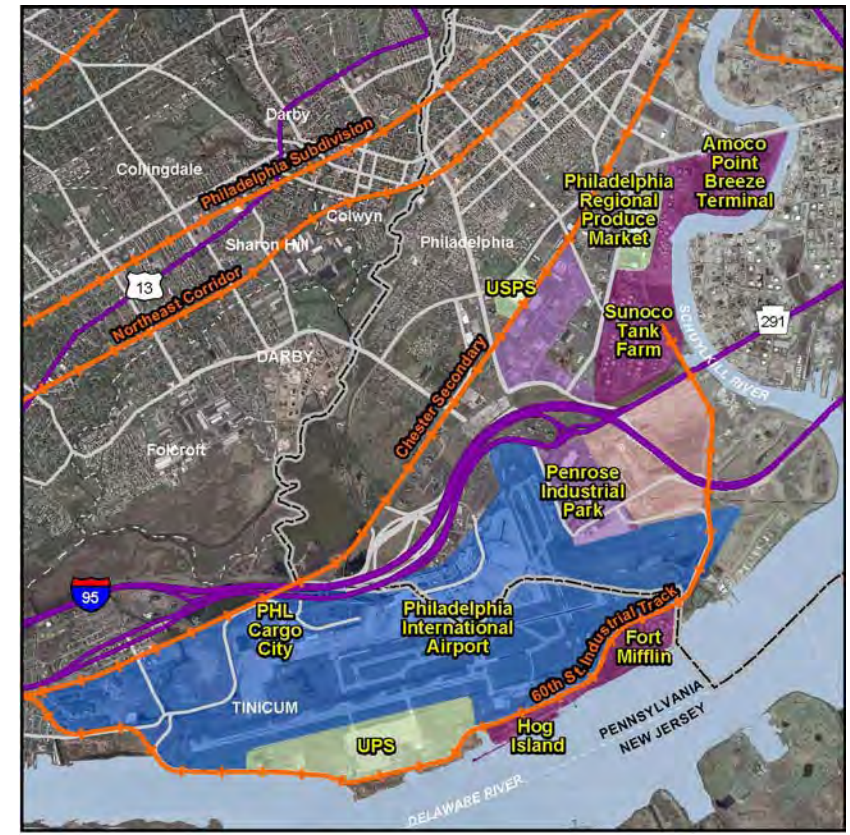 Darby
Collingdale
Philadelphia Subdivision
Colwyn
Sharon Hill
Philadelphia
Amoco
Point
Breeze
Terminal
Philadelphia
Regional
Produce
Market
USPS
13
Northeast Corridor
Sunoco
Tank
Farm
291
SCHUYLKILL RIVER
DARBY
Chester Secondary
Folcroft
Penrose
Industrial
Park
95
PHL
Cargo
City
Philadelphia
International
Airport
60th St. Industrial Track
Fort
Mifflin
TINICUM
UPS
Hog
Island
PENNSYLVANIA
NEW JERSEY
DELAWARE RIVER